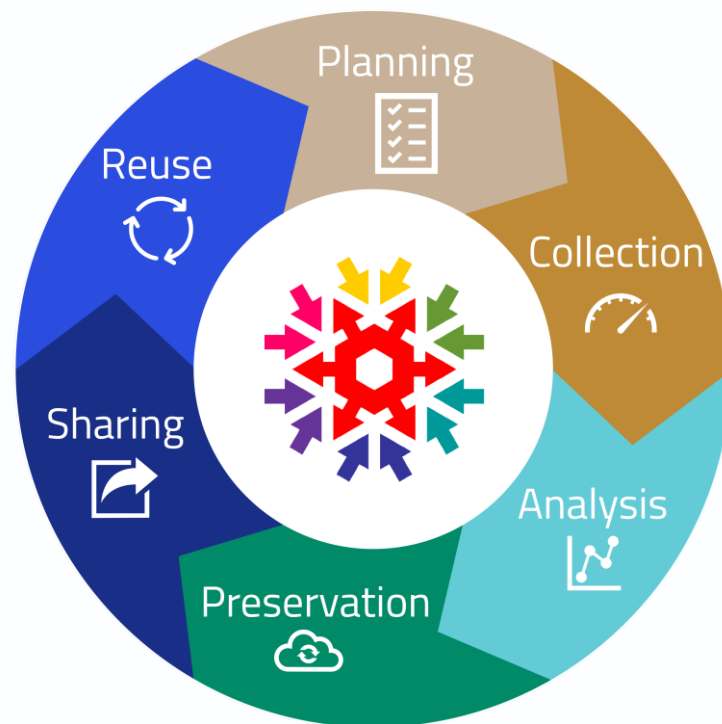 Planning
Collection
Analysis
Preservation
Sharing
Reuse